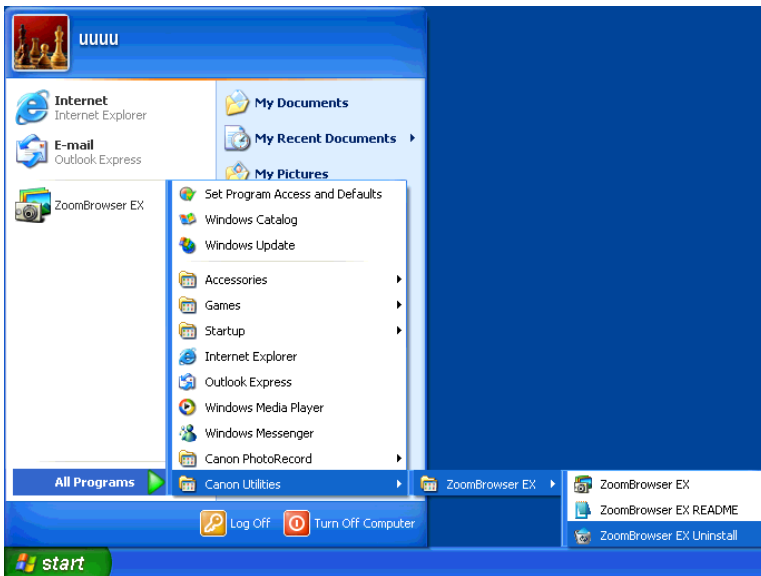 uuuu
Internet
Internet Explorer
E-mail
Outlook Express
ZoomBrowser EX
My Documents
My Recent Documents
My Pictures
Set Program Access and Defaults
Windows Catalog
Windows Update
Accessories
Games
Startup
Internet Explorer
Outlook Express
Windows Media Player
Windows Messenger
Canon PhotoRecord
Canon Utilities
ZoomBrowser EX
ZoomBrowser EX
ZoomBrowser EX README
ZoomBrowser EX Uninstall
All Programs
Log Off
Turn Off Computer
start